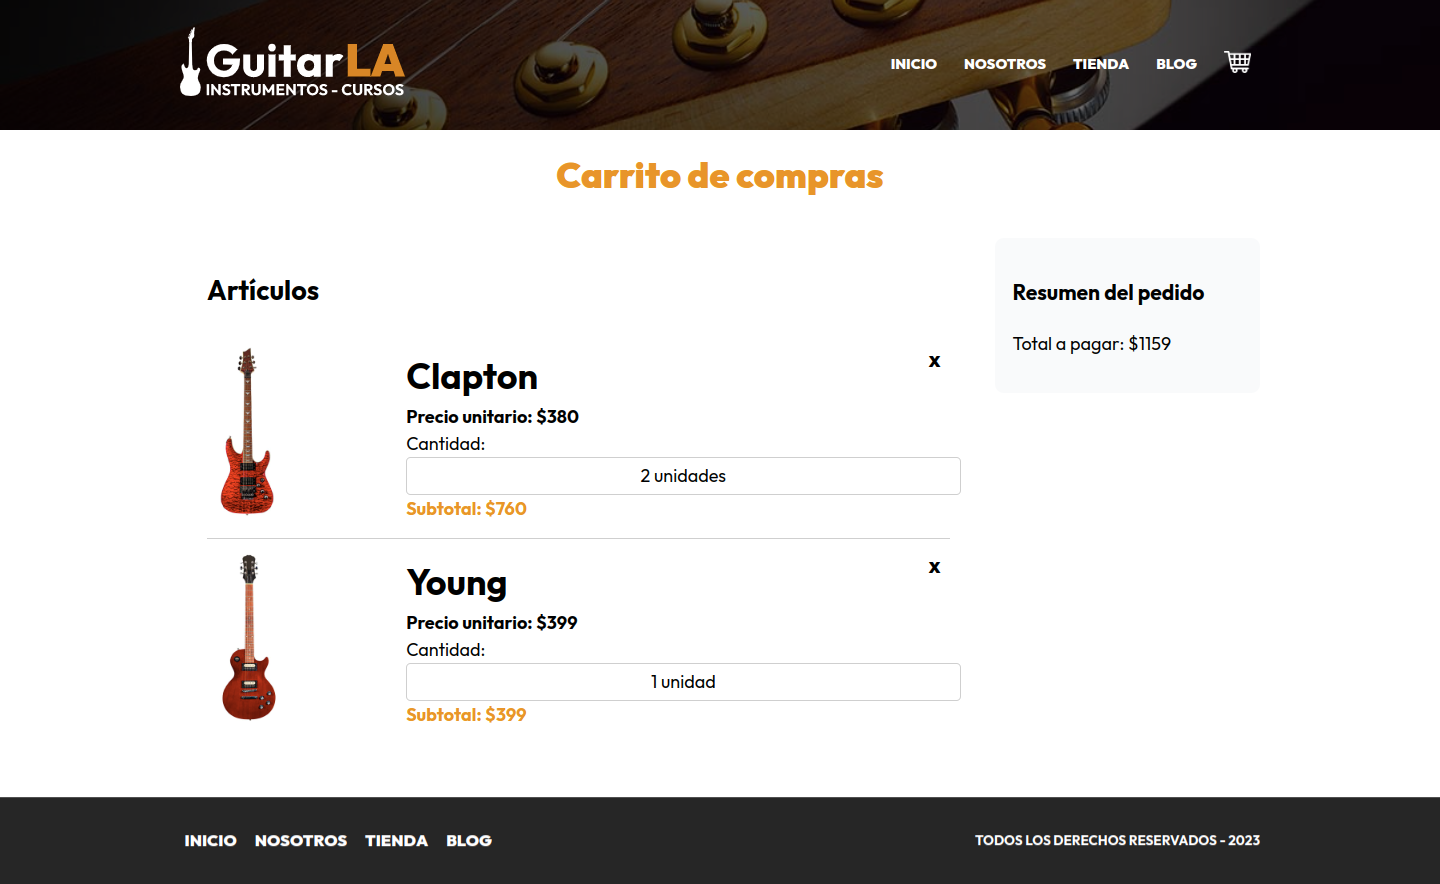 GuitarLA
INSTRUMENTOS - CURSOS
INICIO NOSOTROS TIENDA BLOG
Carrito de compras
Artículos
Clapton
x
Precio unitario: $380
Cantidad:
2 unidades
Subtotal: $760
Young
x
Precio unitario: $399
Cantidad:
1 unidad
Subtotal: $399
Resumen del pedido
Total a pagar: $1159
INICIO NOSOTROS TIENDA BLOG
TODOS LOS DERECHOS RESERVADOS - 2023